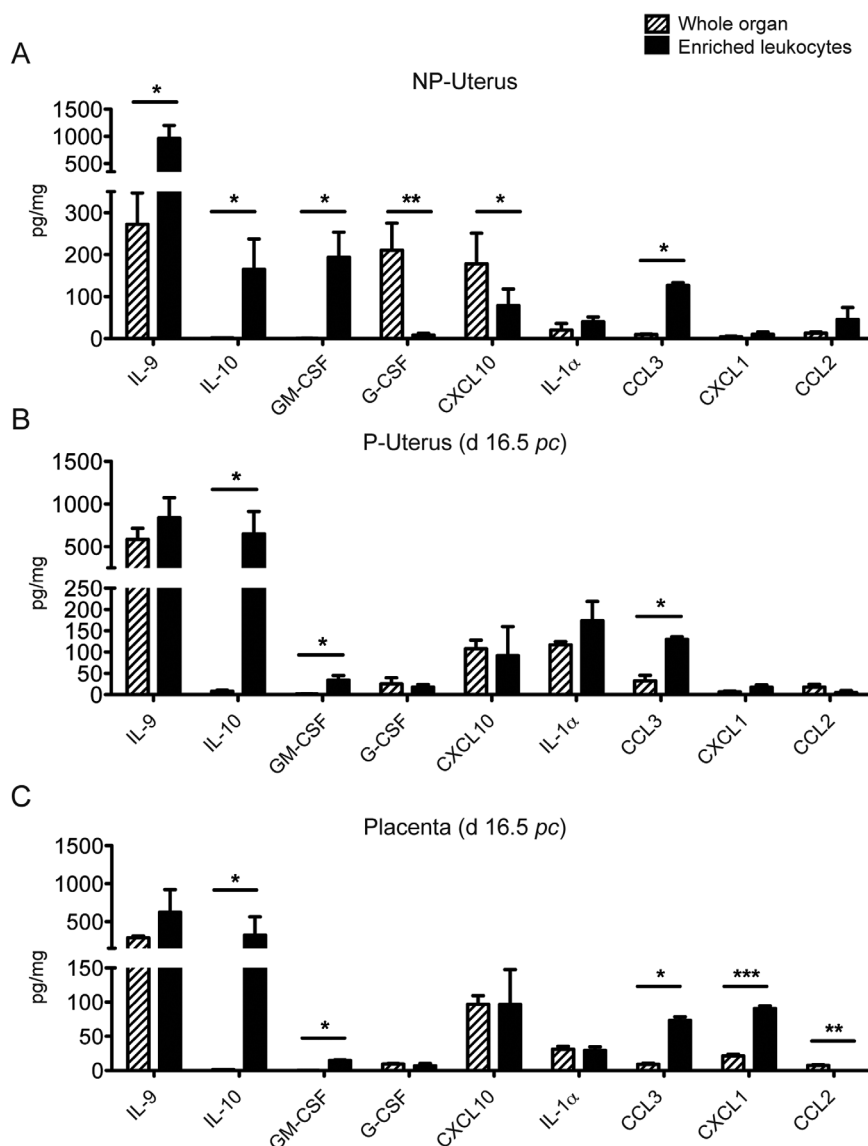 Whole organ
Enriched leukocytes
A
NP-Uterus
* * * ** * *
pg/mg
1500
1000
500
300
200
100
0
IL-9 IL-10 GM-CSF G-CSF CXCL10 IL-1α CCL3 CXCL1 CCL2
B
P-Uterus (d 16.5 pc)
* * *
pg/mg
1500
1000
500
250
200
150
100
50
0
IL-9 IL-10 GM-CSF G-CSF CXCL10 IL-1α CCL3 CXCL1 CCL2
C
Placenta (d 16.5 pc)
* * * *** **
pg/mg
1500
1000
500
150
100
50
0
IL-9 IL-10 GM-CSF G-CSF CXCL10 IL-1α CCL3 CXCL1 CCL2